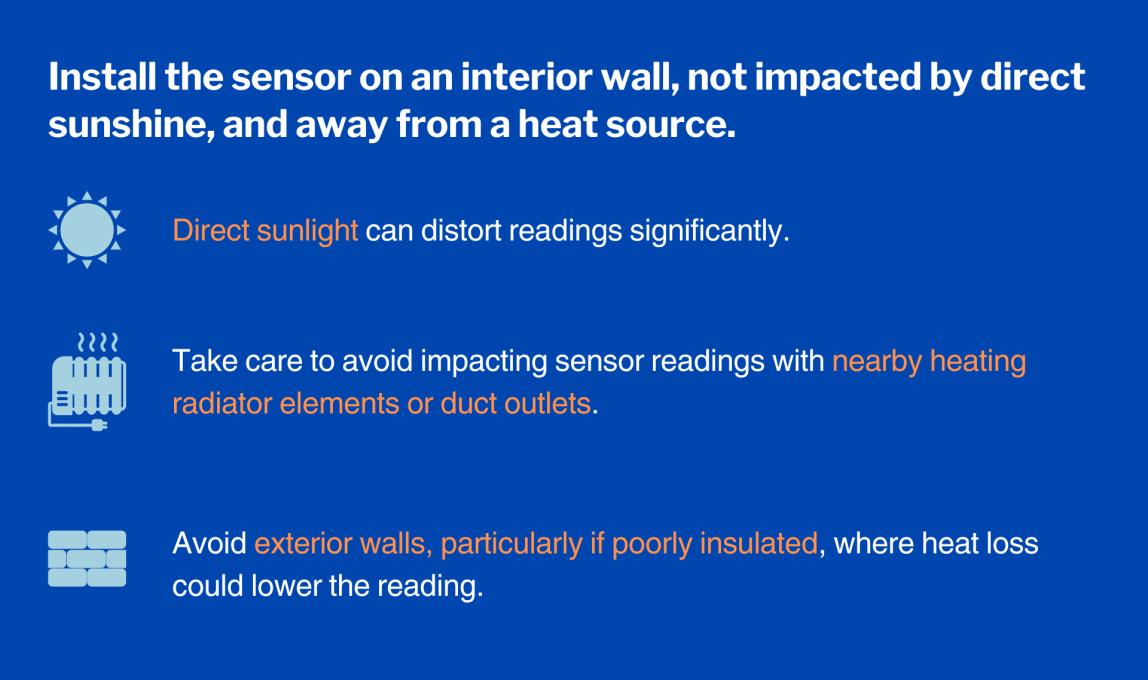 Install the sensor on an interior wall, not impacted by direct
sunshine, and away from a heat source.
Direct sunlight can distort readings significantly.
Take care to avoid impacting sensor readings with nearby heating
radiator elements or duct outlets.
Avoid exterior walls, particularly if poorly insulated, where heat loss
could lower the reading.